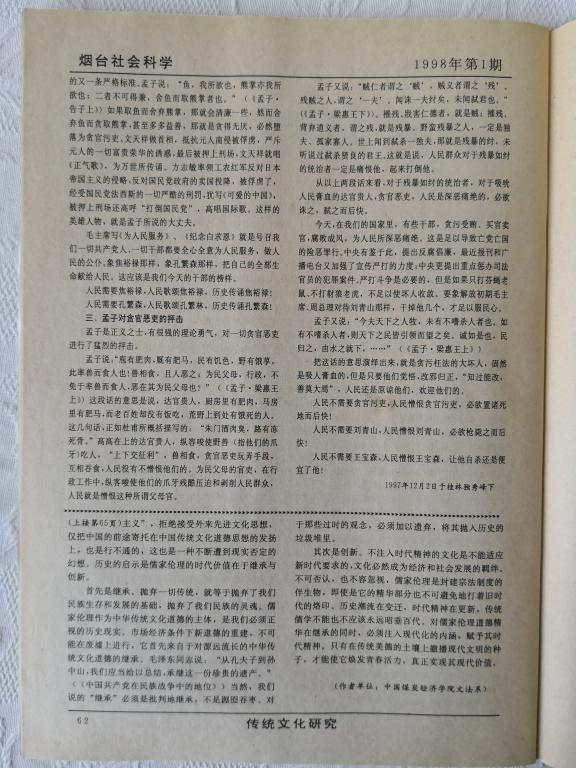 烟台社会科学
1998年第1期
的又一条严格标准。孟子说：“鱼，我所欲也，熊掌亦我所
欲也；二者不可得兼，舍鱼而取熊掌者也。”（《孟子·
告子上》）如果取鱼而舍弃熊掌，那就会清廉一些，然而舍
弃鱼而贪取熊掌，甚至多多益善，那就是贪得无厌，必然堕
落为贪官污吏。文天祥做首相，抵抗元人南侵被俘虏，严斥
元人的一切富贵荣华的诱惑，最后被押上刑场，文天祥就唱
《正气歌》，为万世所传诵。方志敏率领工农红军反对日本
帝国主义的侵略，反对国民党政府的卖国投降，被俘虏了，
经受国民党法西斯的一切严酷的刑罚，犹写《可爱的中国》，
被押上刑场还高呼“打倒国民党”，高唱国际歌。这样的
英雄人物，就是孟子所说的大丈夫。
毛主席写《为人民服务》、《纪念白求恩》就是号召我
们一切共产党人、一切干部都要全心全意为人民服务，做人
民的公仆，象焦裕禄那样，象孔繁森那样，把自己的全部生
命献给人民。这应该是我们今天的干部的榜样。
人民需要焦裕禄，人民歌颂焦裕禄，历史传诵焦裕禄！
人民需要孔繁森，人民歌颂孔繁森，历史传诵孔繁森！
三、孟子对贪官恶吏的抨击
孟子是正义之士，有很强的理论勇气，对一切贪官恶吏
进行了猛烈的抨击。
孟子说，“庖有肥肉，厩有肥马，民有饥色，野有饿莩，
此率兽而食人也！兽相食，且人恶之；为民父母，行政，不
免于率兽而食人，恶在其为民父母也？”（《孟子·梁惠
王上》）这段话的意思是说，达官贵人，厨房里有肥肉，马房
里有肥马，而老百姓却没有饭吃，荒野上到处有饿死的人。
这几句话，正如杜甫所概括描写的：“朱门酒肉臭，路有冻
死骨。”高高在上的达官贵人，纵容唆使野兽（指他们的爪
牙）吃人，“上下交征利”，兽相食，贪官恶吏玩弄手段，
互相吞食，人民没有不憎恨他们的。为民父母的官吏，在行
政工作中，纵容唆使他们的爪牙残酷压迫和剥削人民群众，
人民就是憎恨这种所谓父母官。
孟子又说：“贼仁者谓之‘贼’，贼义者谓之‘残’，
残贼之人，谓之‘一夫’。闻诛一夫纣矣，未闻弑君也。”
（《孟子·梁惠王下》）。摧残、戕害仁德者，就是贼；摧残、
背弃道义者，谓之残，就是残暴。野蛮残暴之人，一定是独
夫、孤家寡人。世上闻到弑杀一独夫，那就是残暴的纣，未
听说过弑杀贤良的君王。这就是说，人民群众对于残暴如纣
的统治者一定是痛恨他，起来打倒他。
从以上两段话来看，对于残暴如纣的统治者，对于吸吮
人民膏血的达官贵人，贪官恶吏，人民是深恶痛绝的，必欲
诛之，弑之而后快。
今天，在我们的国家里，有些干部，贪污受贿、买官卖
官，腐败成风，为人民所深恶痛绝。这是足以导致亡党亡国
的险恶罪行。中央有鉴于此，提出反腐倡廉，最近报刊和广
播电台又加强了宣传严打的力度；中央更提出重点惩办司法
官员的犯罪案件。严打斗争是必要的，但是如果只打苍蝇老
鼠，不打豺狼老虎，不足以使坏人收敛。要象解放初期毛主
席、周总理对待刘青山那样，干掉他几个，才足以服民心。
孟子又说：“今夫天下之人牧，未有不嗜杀人者也。如
有不嗜杀人者，则天下之民皆引领而望之矣。诚如是也，民
归之，由水之就下，……”（《孟子·梁惠王上》）
把这话的意思演绎出来，就是贪污枉法的大坏人，固然
是吸人膏血的，但是只要他们觉悟，改邪归正，“知过能改，
善莫大焉”，人民还是原谅他们，欢迎他们的。
人民不需要贪官污吏，人民憎恨贪官污吏，必欲置诸死
地而后快！
人民不需要刘青山，人民憎恨刘青山，必欲枪毙之而后
快！
人民不需要王宝森，人民憎恨王宝森，让他自杀还是便
宜了他！
1997年12月2日于桂林独秀峰下
（上接第65页）主义”，拒绝接受外来先进文化思想，
仅把中国的前途寄托在中国传统文化道德思想的发扬
上，也是行不通的，这也是一种不断遭到现实否定的
幻想。历史的启示是儒家伦理的时代价值在于继承与
创新。
首先是继承。抛弃一切传统，就等于抛弃了我们
民族生存和发展的基础，抛弃了我们民族的灵魂。儒
家伦理作为中华传统文化道德的主体，是我们必须正
视的历史现实。市场经济条件下新道德的重建，不可
能在废墟上进行，它首先来自于对源远流长的中华传
统文化道德的继承。毛泽东同志说：“从孔夫子到孙
中山，我们应当给以总结，承继这一份珍贵的遗产。”
（《中国共产党在民族战争中的地位》）当然，我们
说的“继承”必须是批判地继承，不是囫囵吞枣。对
于那些过时的观念，必须加以遗弃，将其抛入历史的
垃圾堆里。
其次是创新。不注入时代精神的文化是不能适应
新时代要求的，文化必然成为经济和社会发展的羁绊。
不可否认，也不容忽视，儒家伦理是封建宗法制度的
伴生物，即使是它的精华部分也不可避免地打着旧时
代的烙印。历史潮流在变迁，时代精神在更新，传统
儒学不能也不应该永远昭垂百代。对儒家伦理道德精
华在继承的同时，必须注入现代化的内涵，赋予其时
代精神。只有在传统美德的土壤上膻播现代文明的种
子，才能使它焕发青春活力，真正实现其现代价值。
（作者单位：中国煤炭经济学院文法系）
62
传统文化研究